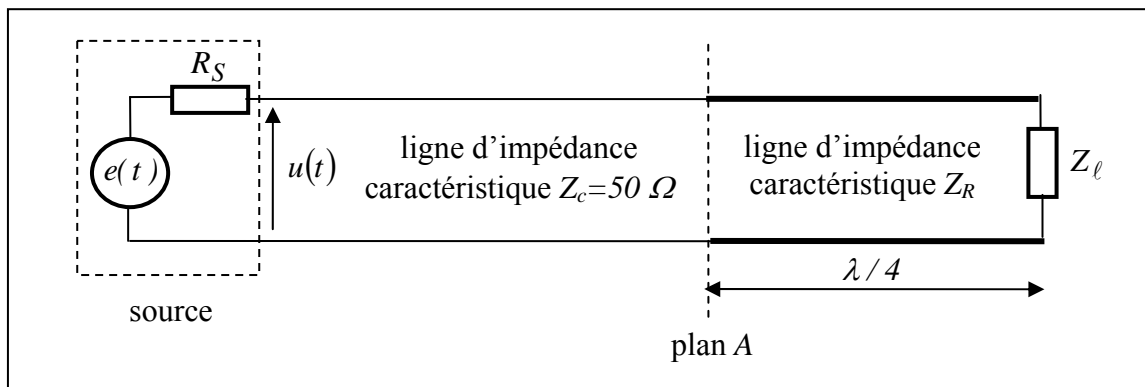 R_S
e(t)
u(t)
ligne d'impédance
caractéristique Z_c=50 Ω
ligne d'impédance
caractéristique Z_R
Z_ℓ
λ/4
source
plan A